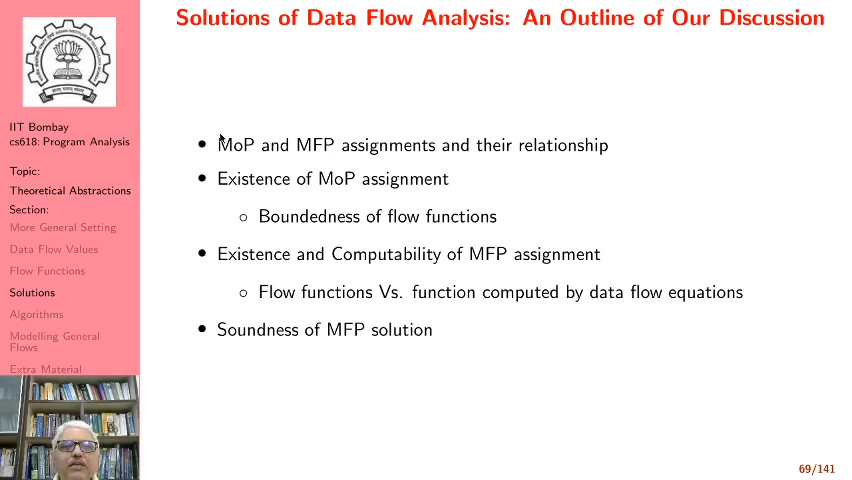 Solutions of Data Flow Analysis: An Outline of Our Discussion
IIT Bombay
cs618: Program Analysis
Topic:
Theoretical Abstractions
Section:
More General Setting
Data Flow Values
Flow Functions
Solutions
Algorithms
Modelling General
Flows
Extra Material
• MoP and MFP assignments and their relationship
• Existence of MoP assignment
◦ Boundedness of flow functions
• Existence and Computability of MFP assignment
◦ Flow functions Vs. function computed by data flow equations
• Soundness of MFP solution
69/141